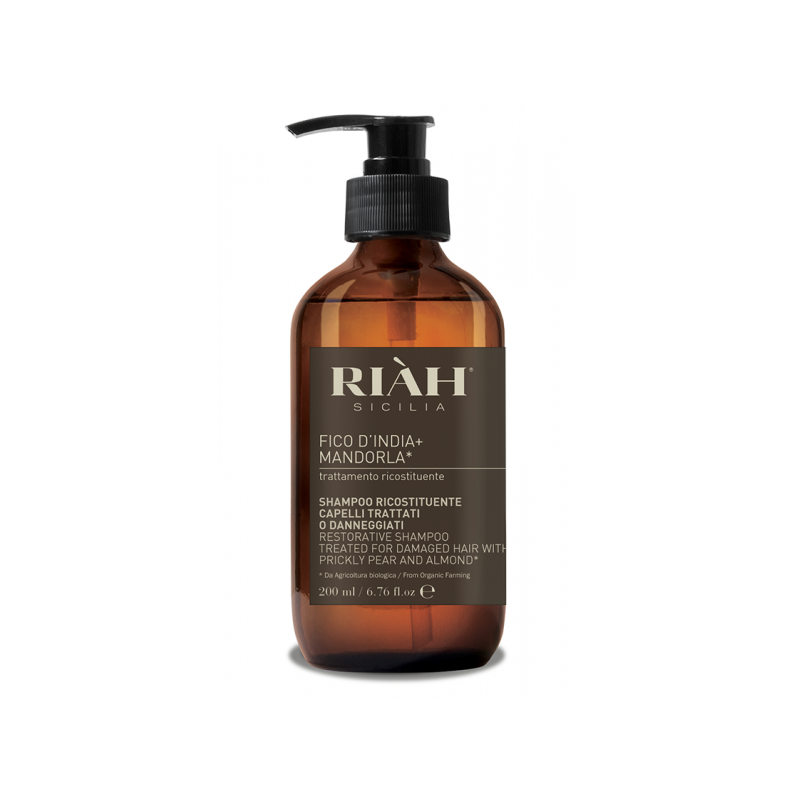 RIÀH®
SICILIA
FICO D'INDIA+
MANDORLA*
trattamento ricostituente
SHAMPOO RICOSTITUENTE
CAPELLI TRATTATI
O DANNEGGIATI
RESTORATIVE SHAMPOO
TREATED FOR DAMAGED HAIR WITH
PRICKLY PEAR AND ALMOND*
* Da Agricoltura biologica / From Organic Farming
200 ml / 6.76 fl.oz ℮